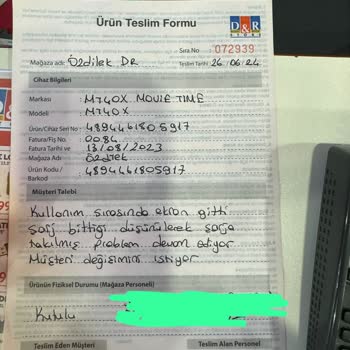 Ürün Teslim Formu
D&R
Sıra No 072939
Mağaza adı: Özdilek DR Teslim Tarihi 26.06.24
Cihaz Bilgileri
Markası : M740X MOVIE TIME
Modeli : M740X
Ürün/Cihaz Seri No : 4894461805917
Fatura/Fiş No. : 0084
Fatura Tarihi ve : 13/08/2023
Mağaza Adı : Özdilek
Ürün Kodu / : 4894461805917
Barkod
Müşteri Talebi
Kullanım sırasında ekran gitti
şarj bittiği düşünülerek şarja
takılmış problem devam ediyor
Müşteri değişimini istiyor
Ürünün Fiziksel Durumu (Mağaza Personeli)
Kutulu
Teslim Eden Müşteri Teslim Alan Personel